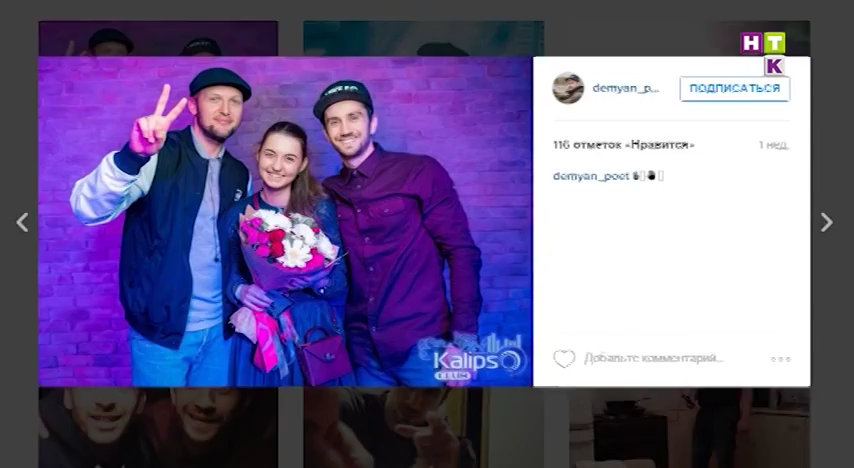 НТК
demyan_p...
ПОДПИСАТЬСЯ
116 отметок «Нравится»
1 нед.
demyan_poet
Kalipso
CLUB
Добавьте комментарий...